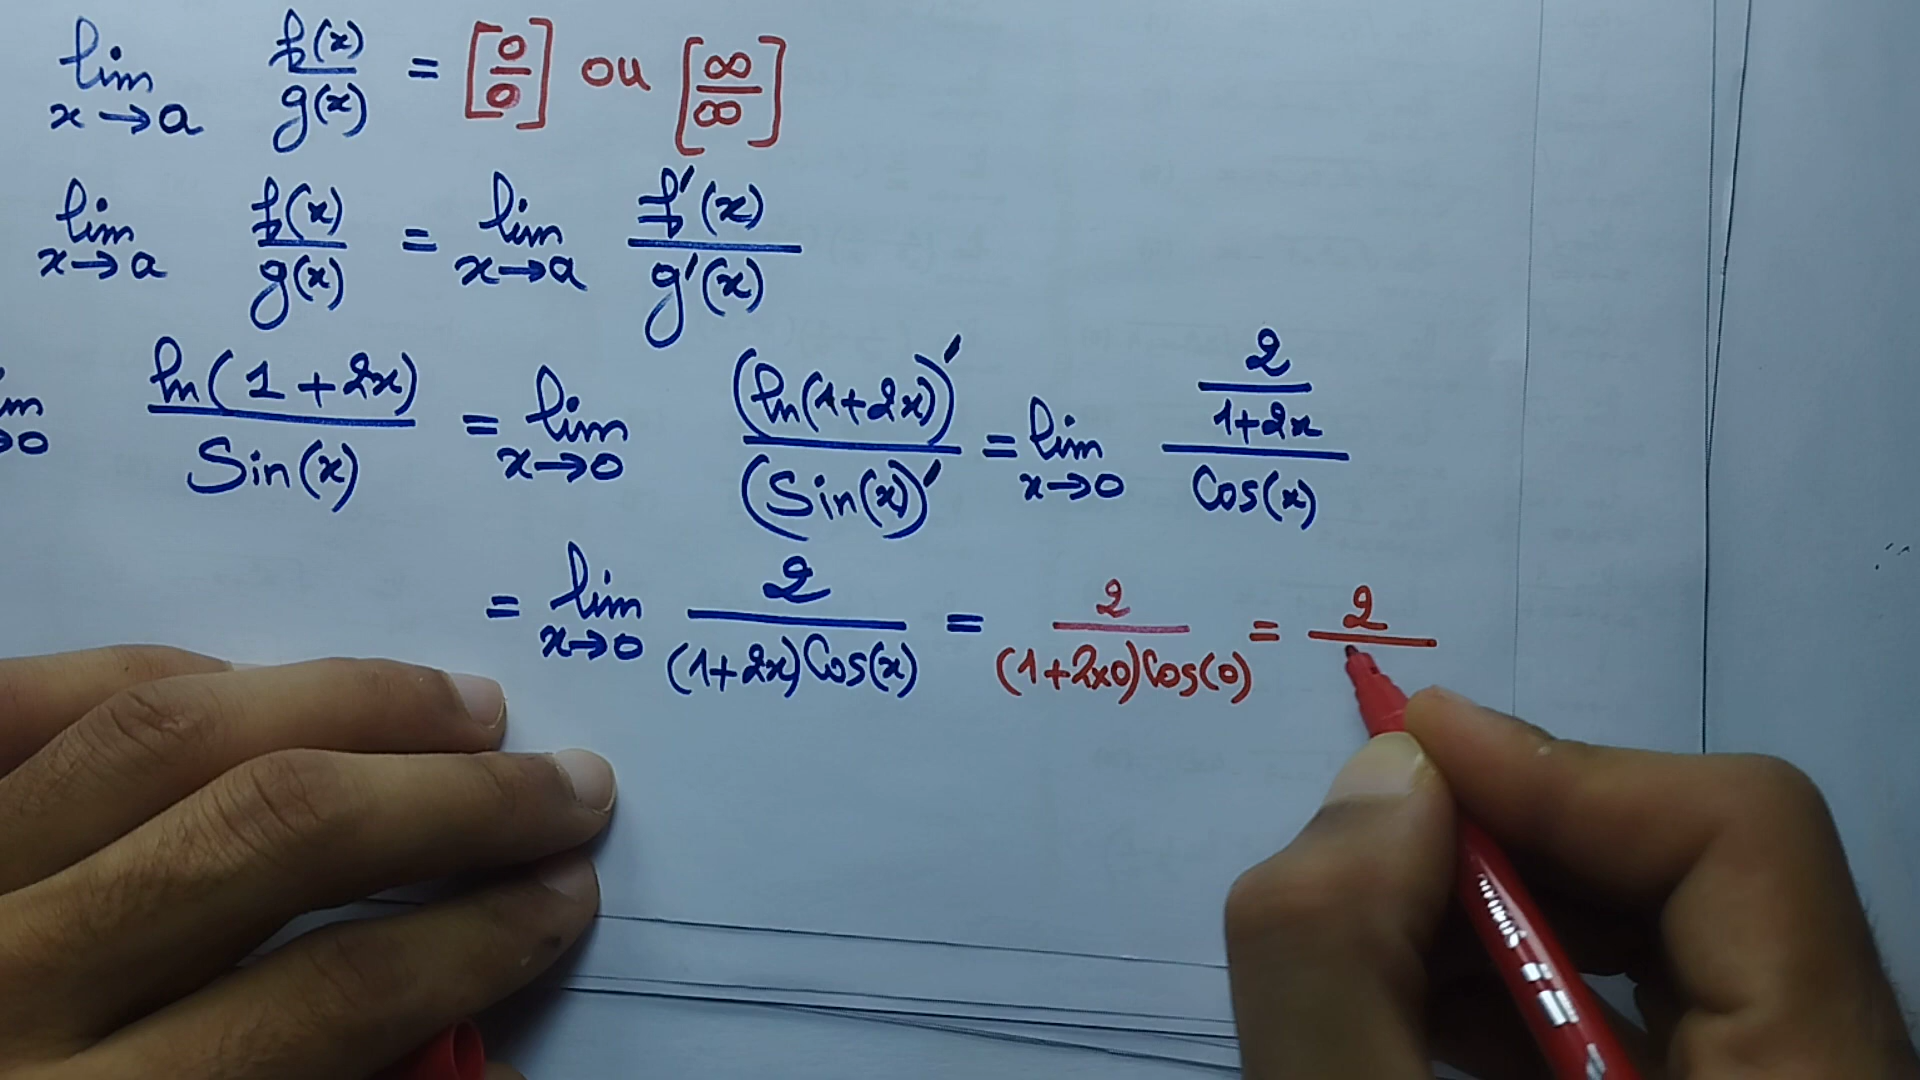 lim x→a f(x)/g(x) = [0/0] ou [∞/∞]
lim x→a f(x)/g(x) = lim x→a f'(x)/g'(x)
im →0 ln(1+2x)/Sin(x) = lim x→0 (ln(1+2x))'/(Sin(x))' = lim x→0 (2/(1+2x))/Cos(x)
= lim x→0 2/((1+2x)Cos(x)) = 2/((1+2x0)Cos(0)) = 2/